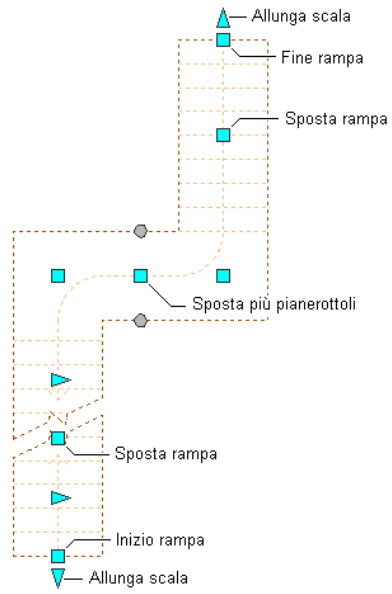 Allunga scala
Fine rampa
Sposta rampa
Sposta più pianerottoli
Sposta rampa
Inizio rampa
Allunga scala